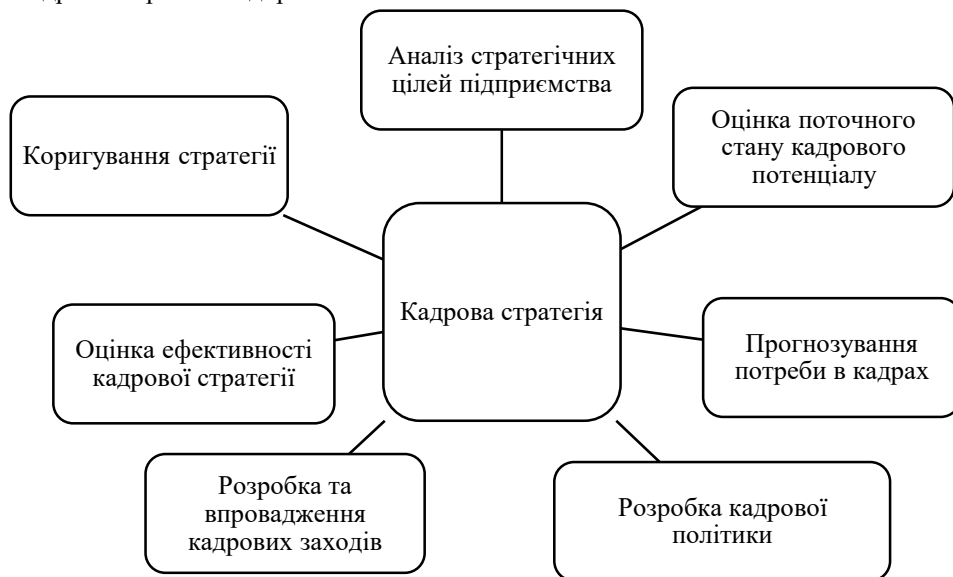 Аналіз стратегічних
цілей підприємства
Оцінка поточного
стану кадрового
потенціалу
Прогнозування
потреби в кадрах
Розробка кадрової
політики
Розробка та
впровадження
кадрових заходів
Оцінка ефективності
кадрової стратегії
Коригування стратегії
Кадрова стратегія